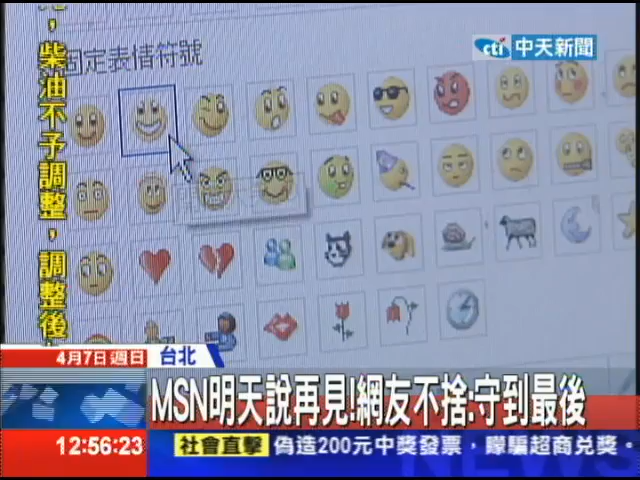 柴油不予調整，調整後
固定表情符號
cti 中天新聞
4月7日週日
台北
MSN明天說再見!網友不捨:守到最後
12:56:23
社會直擊
偽造200元中獎發票，矇騙超商兌獎。
NEWS